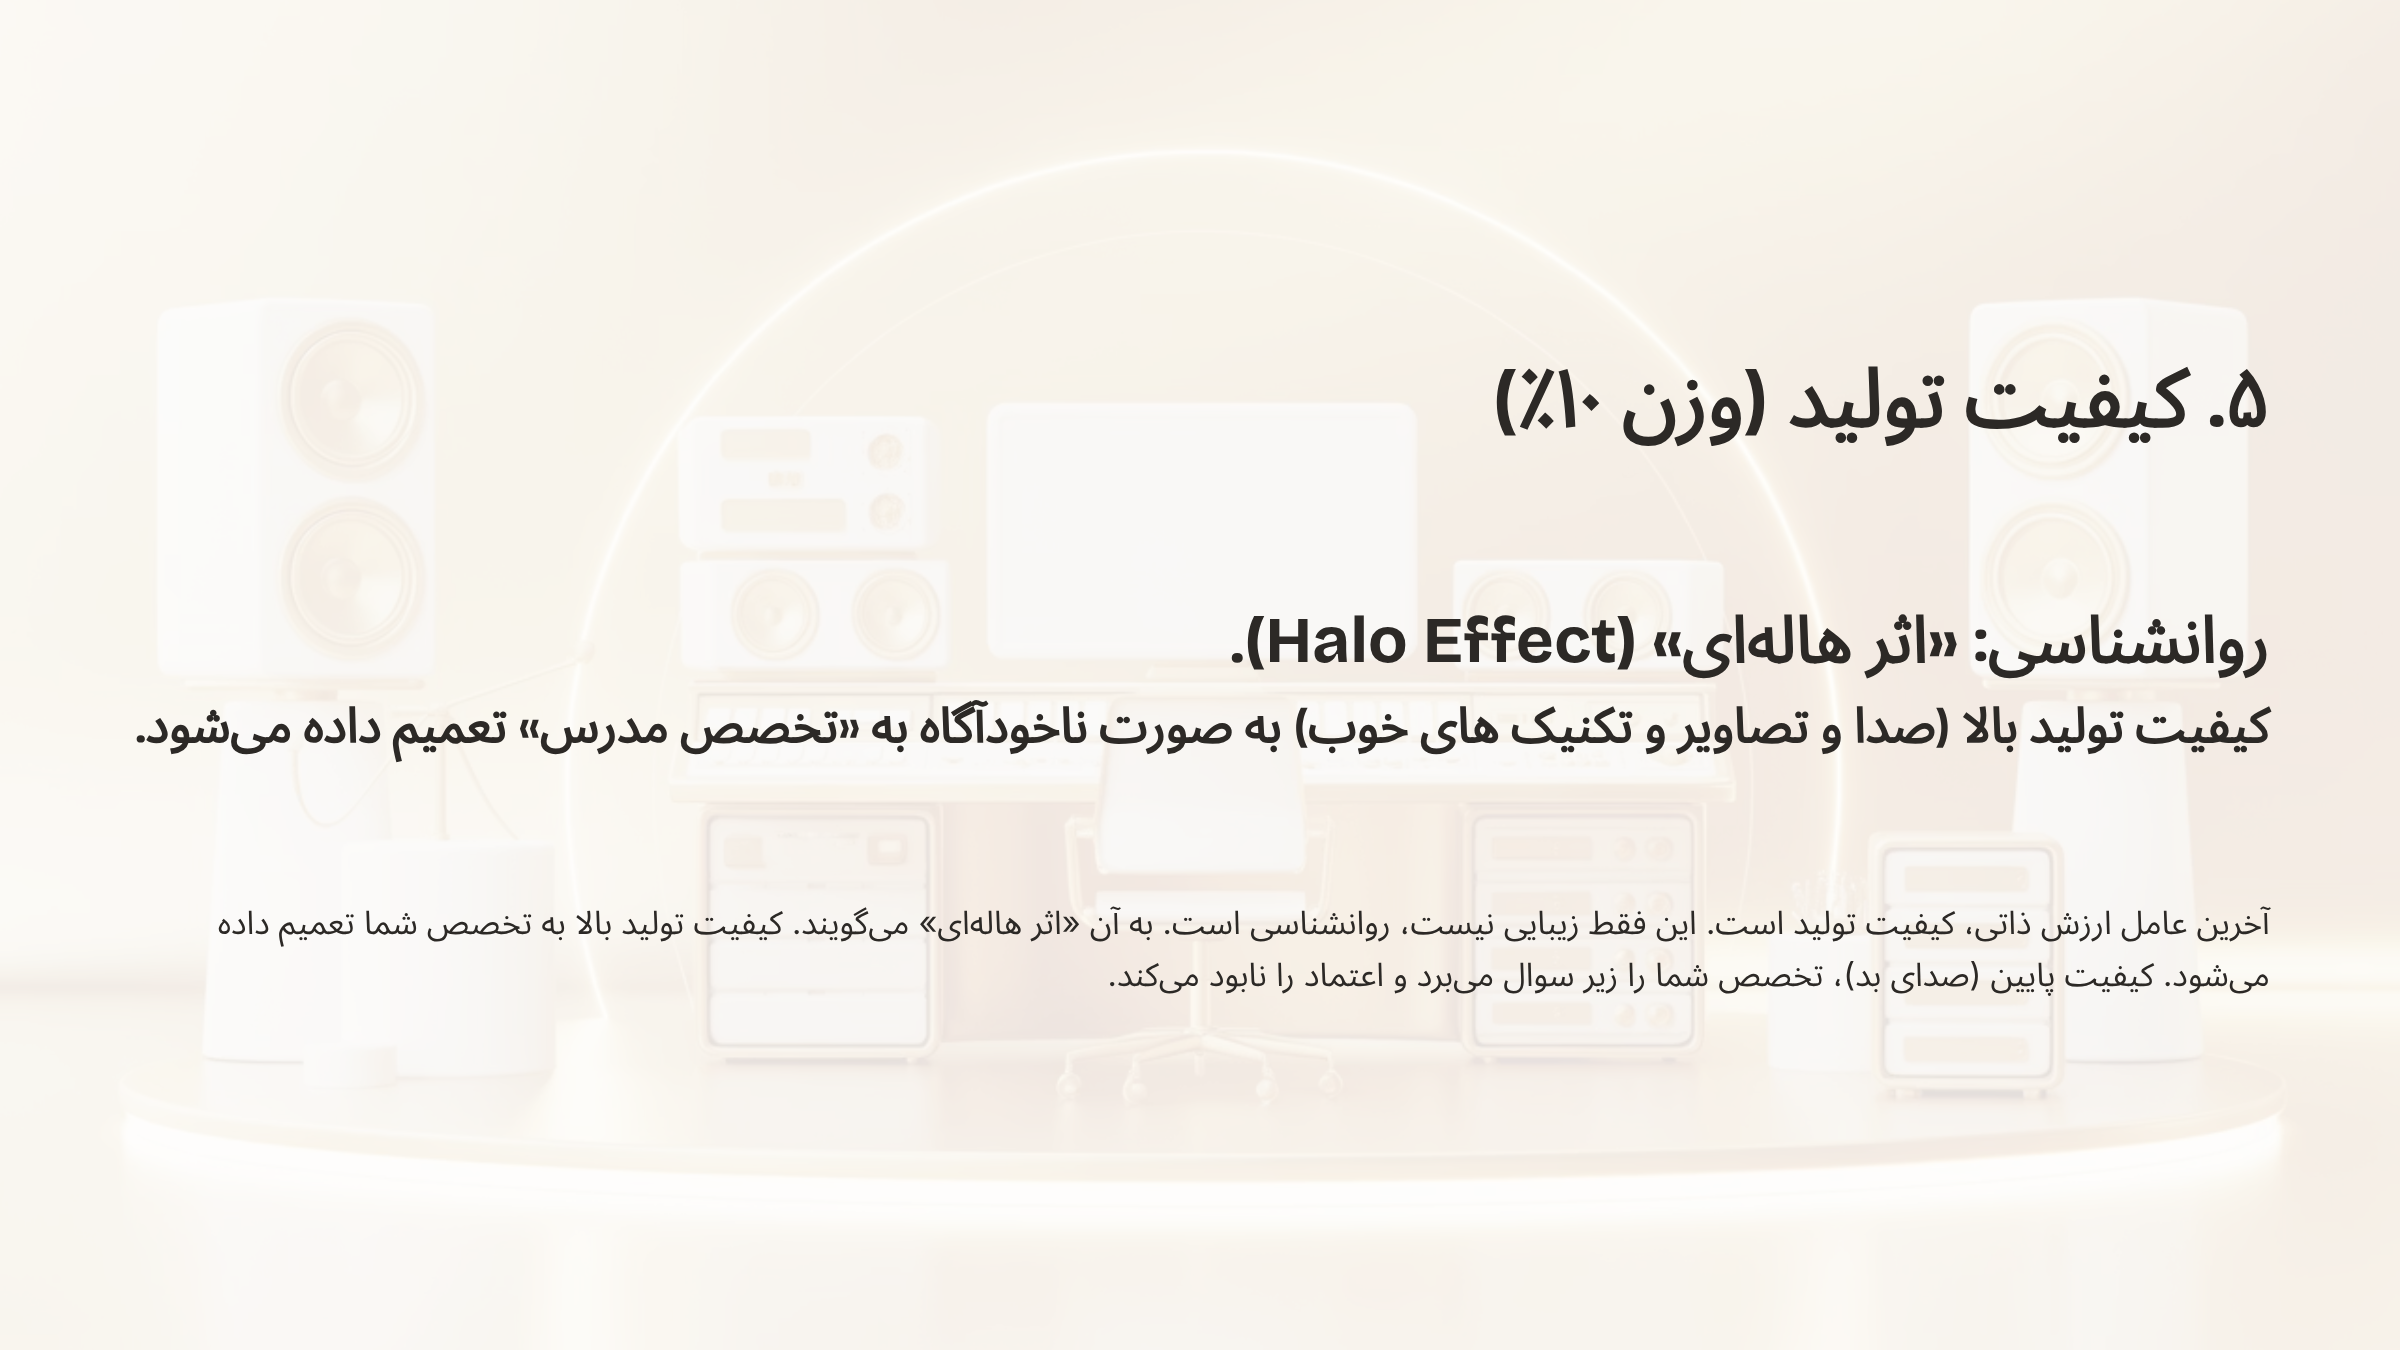 ۵. کیفیت تولید (وزن ۱۰٪)
روانشناسی: «اثر هاله‌ای» (Halo Effect).
کیفیت تولید بالا (صدا و تصاویر و تکنیک های خوب) به صورت ناخودآگاه به «تخصص مدرس» تعمیم داده می‌شود.
آخرین عامل ارزش ذاتی، کیفیت تولید است. این فقط زیبایی نیست، روانشناسی است. به آن «اثر هاله‌ای» می‌گویند. کیفیت تولید بالا به تخصص شما تعمیم داده
می‌شود. کیفیت پایین (صدای بد)، تخصص شما را زیر سوال می‌برد و اعتماد را نابود می‌کند.